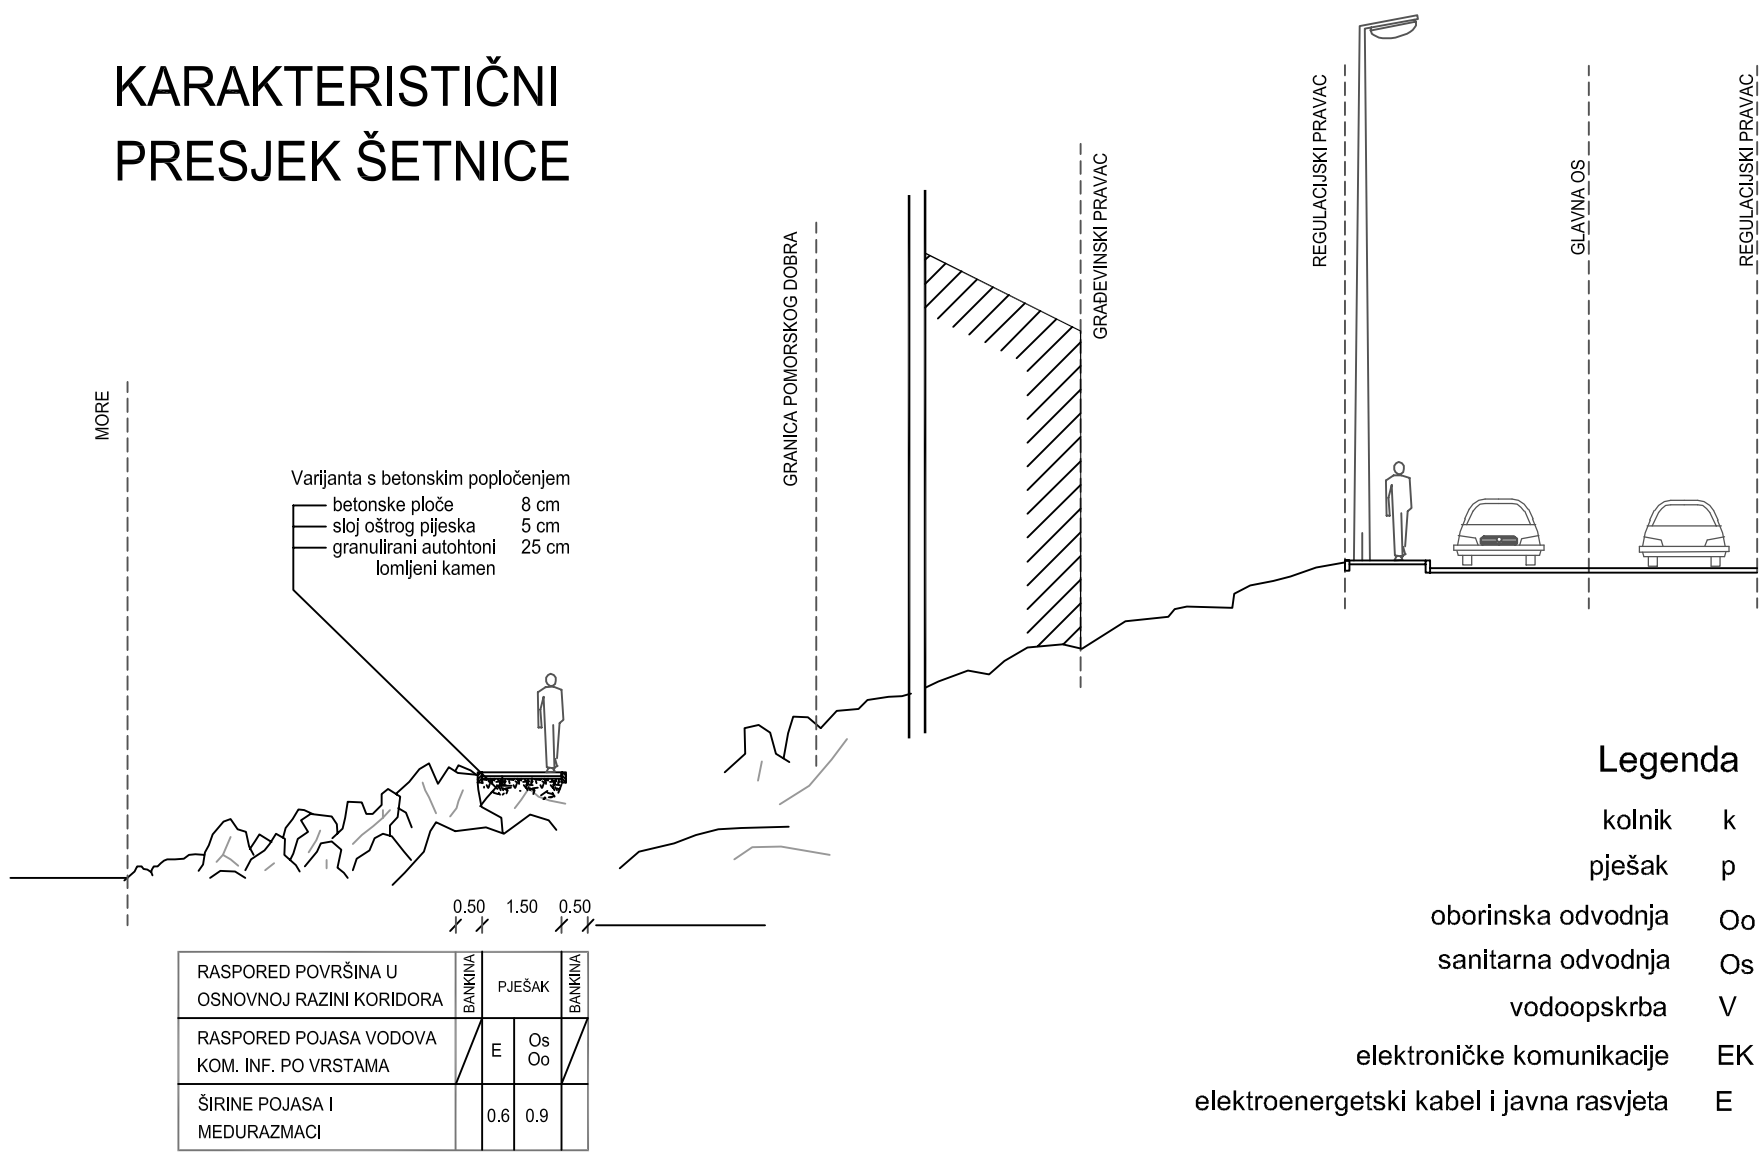 KARAKTERISTIČNI
PRESJEK ŠETNICE
MORE
GRANICA POMORSKOG DOBRA
GRAĐEVINSKI PRAVAC
REGULACIJSKI PRAVAC
GLAVNA OS
REGULACIJSKI PRAVAC
Varijanta s betonskim popločenjem
betonske ploče 8 cm
sloj oštrog pijeska 5 cm
granulirani autohtoni 25 cm
lomljeni kamen
0.50 1.50 0.50
RASPORED POVRŠINA U
OSNOVNOJ RAZINI KORIDORA
BANKINA
PJEŠAK
BANKINA
RASPORED POJASA VODOVA
KOM. INF. PO VRSTAMA
E
Os
Oo
ŠIRINE POJASA I
MEDURAZMACI
0.6 0.9
Legenda
kolnik k
pješak p
oborinska odvodnja Oo
sanitarna odvodnja Os
vodoopskrba V
elektroničke komunikacije EK
elektroenergetski kabel i javna rasvjeta E